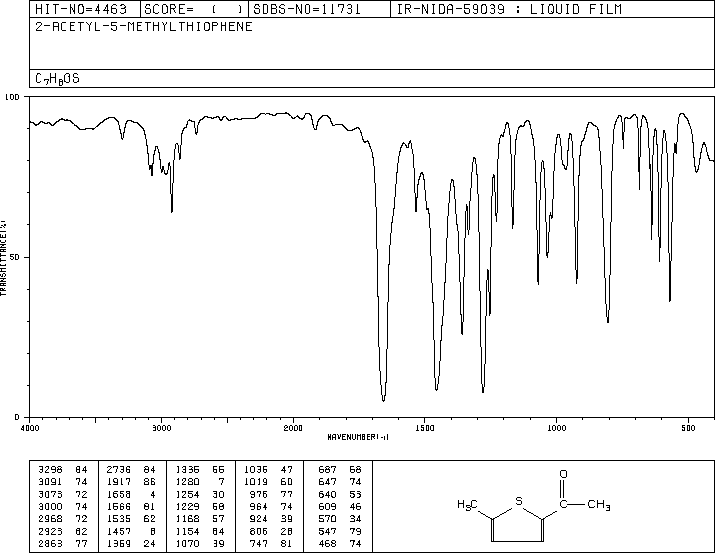 HIT-NO=4463 SCORE= ( ) SDBS-NO=11731 IR-NIDA-59039 : LIQUID FILM
2-ACETYL-5-METHYLTHIOPHENE
C7H8OS
100
50
0
TRANSMITTANCE(%)
4000 3000 2000 1500 1000 500
WAVENUMBER(-1)
3298 84 2736 84 1336 55 1036 47 687 68
3091 74 1917 86 1280 7 1019 60 647 74
3073 72 1658 4 1254 30 976 77 640 53
3000 74 1566 81 1229 58 964 74 609 46
2968 72 1535 62 1168 57 924 39 570 34
2923 62 1457 8 1154 84 806 28 547 79
2863 77 1359 24 1070 39 747 81 468 74
O
H3C S C CH3